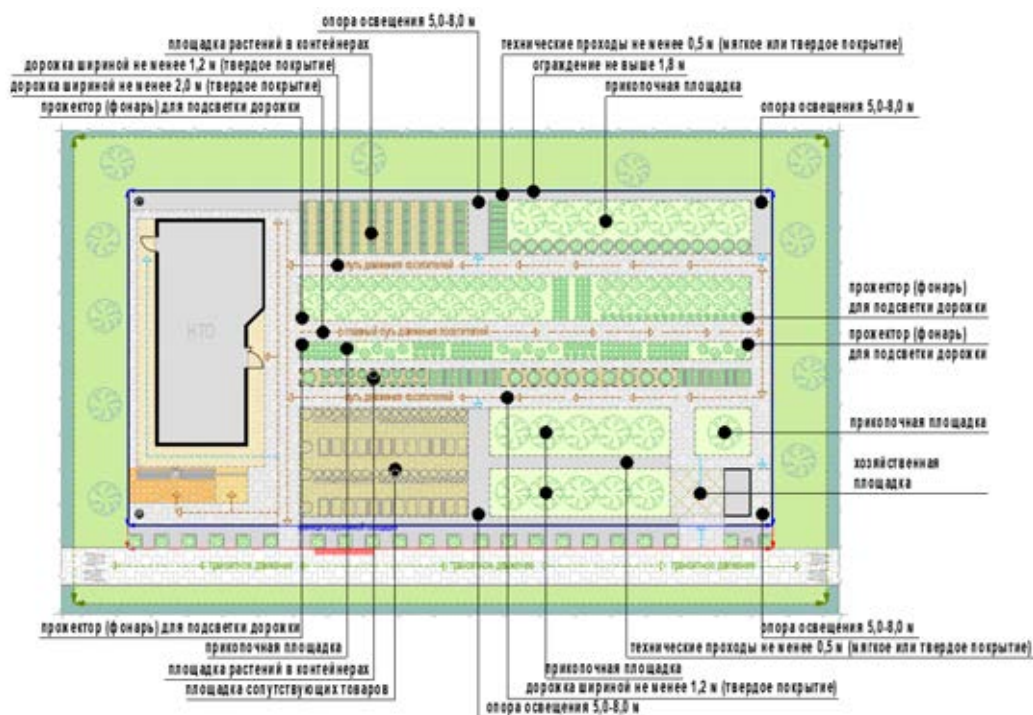 опора освещения 5,0-8,0 м
площадка растений в контейнерах
технические проходы не менее 0,5 м (мягкое или твердое покрытие)
дорожка шириной не менее 1,2 м (твердое покрытие)
ограждение не выше 1,8 м
дорожка шириной не менее 2,0 м (твердое покрытие)
прикопочная площадка
прожектор (фонарь) для подсветки дорожки
опора освещения 5,0-8,0 м
путь движения посетителей
прожектор (фонарь)
для подсветки дорожки
НТО
главный путь движения посетителей
прожектор (фонарь)
для подсветки дорожки
путь движения посетителей
прикопочная площадка
хозяйственная
площадка
транзитное движение
транзитное движение
транзитное движение
прожектор (фонарь) для подсветки дорожки
опора освещения 5,0-8,0 м
прикопочная площадка
технические проходы не менее 0,5 м (мягкое или твердое покрытие)
площадка растений в контейнерах
прикопочная площадка
площадка сопутствующих товаров
дорожка шириной не менее 1,2 м (твердое покрытие)
опора освещения 5,0-8,0 м